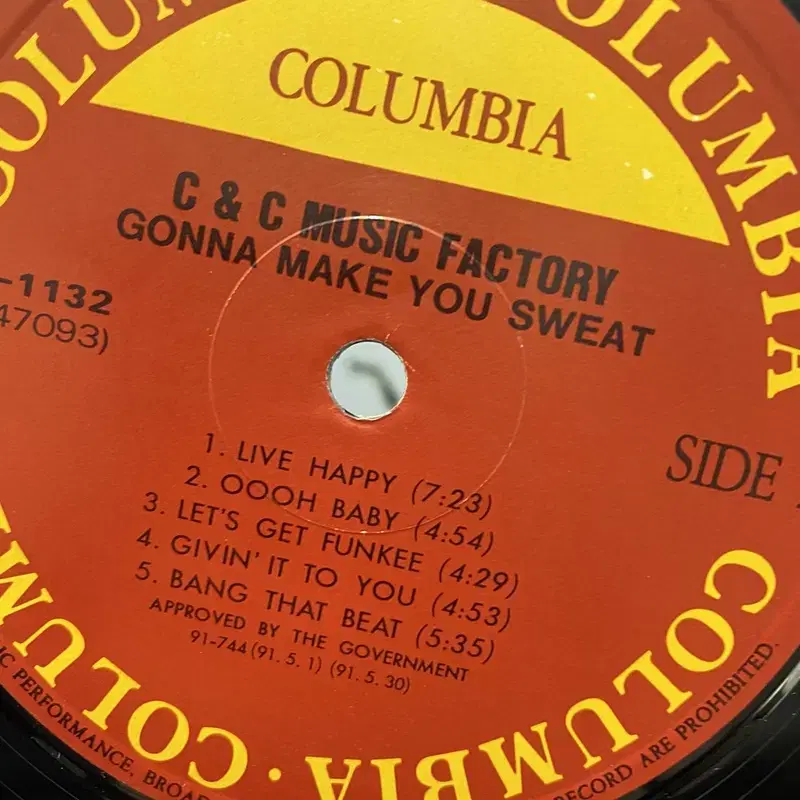 COLUMBIA
C & C MUSIC FACTORY
GONNA MAKE YOU SWEAT
-1132
47093)
SIDE
1. LIVE HAPPY (7:23)
2. OOOH BABY (4:54)
3. LET'S GET FUNKEE (4:29)
4. GIVIN' IT TO YOU (4:53)
5. BANG THAT BEAT (5:35)
APPROVED BY THE GOVERNMENT
91-744 (91. 5. 1) (91. 5. 30)
COLUMBIA
COLUMBIA
COLUMBIA · COLUMBIA
PERFORMANCE,
RECORD ARE PROHIBITED.